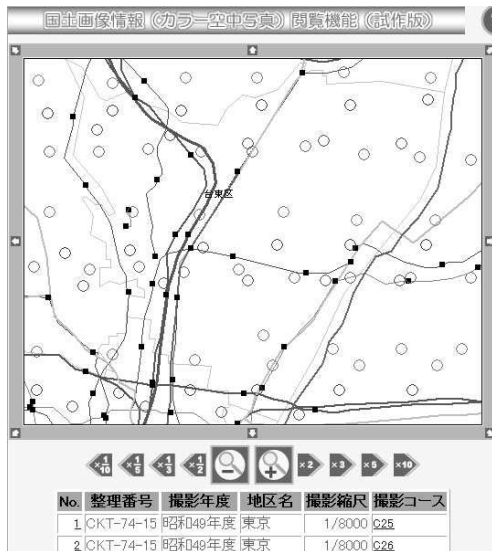 国土画像情報(カラー空中写真)閲覧機能(試作版)
台東区
×1/10 ×1/5 ×1/3 ×1/2 ×2 ×3 ×5 ×10
No. 整理番号 撮影年度 地区名 撮影縮尺 撮影コース
1 CKT-74-15 昭和49年度 東京 1/8000 C25
2 CKT-74-15 昭和49年度 東京 1/8000 C26